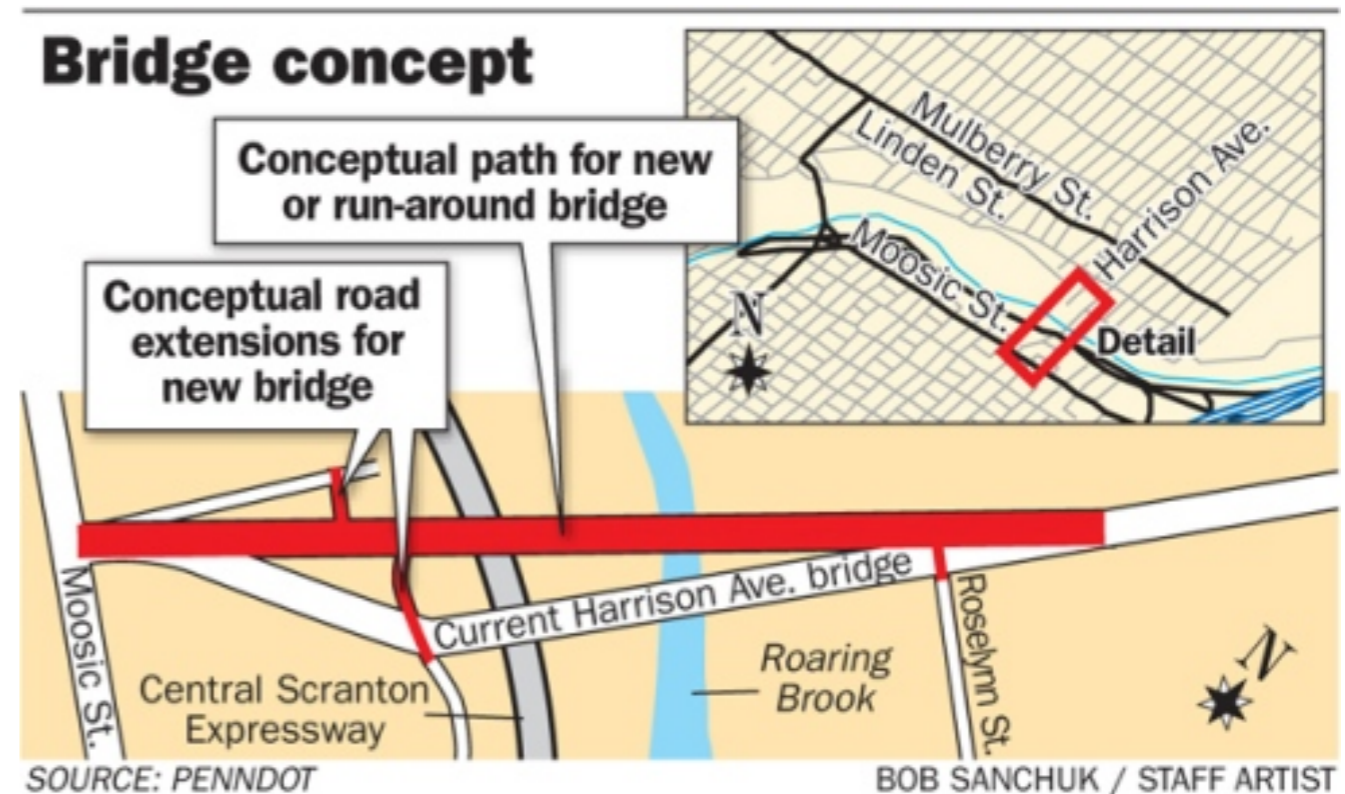 Bridge concept
Conceptual path for new
or run-around bridge
Conceptual road
extensions for
new bridge
Mulberry St.
Linden St.
Harrison Ave.
Moosic St.
N
Detail
Moosic St.
Current Harrison Ave. bridge
Central Scranton
Expressway
Roaring
Brook
Roselynn St.
N
SOURCE: PENNDOT
BOB SANCHUK / STAFF ARTIST